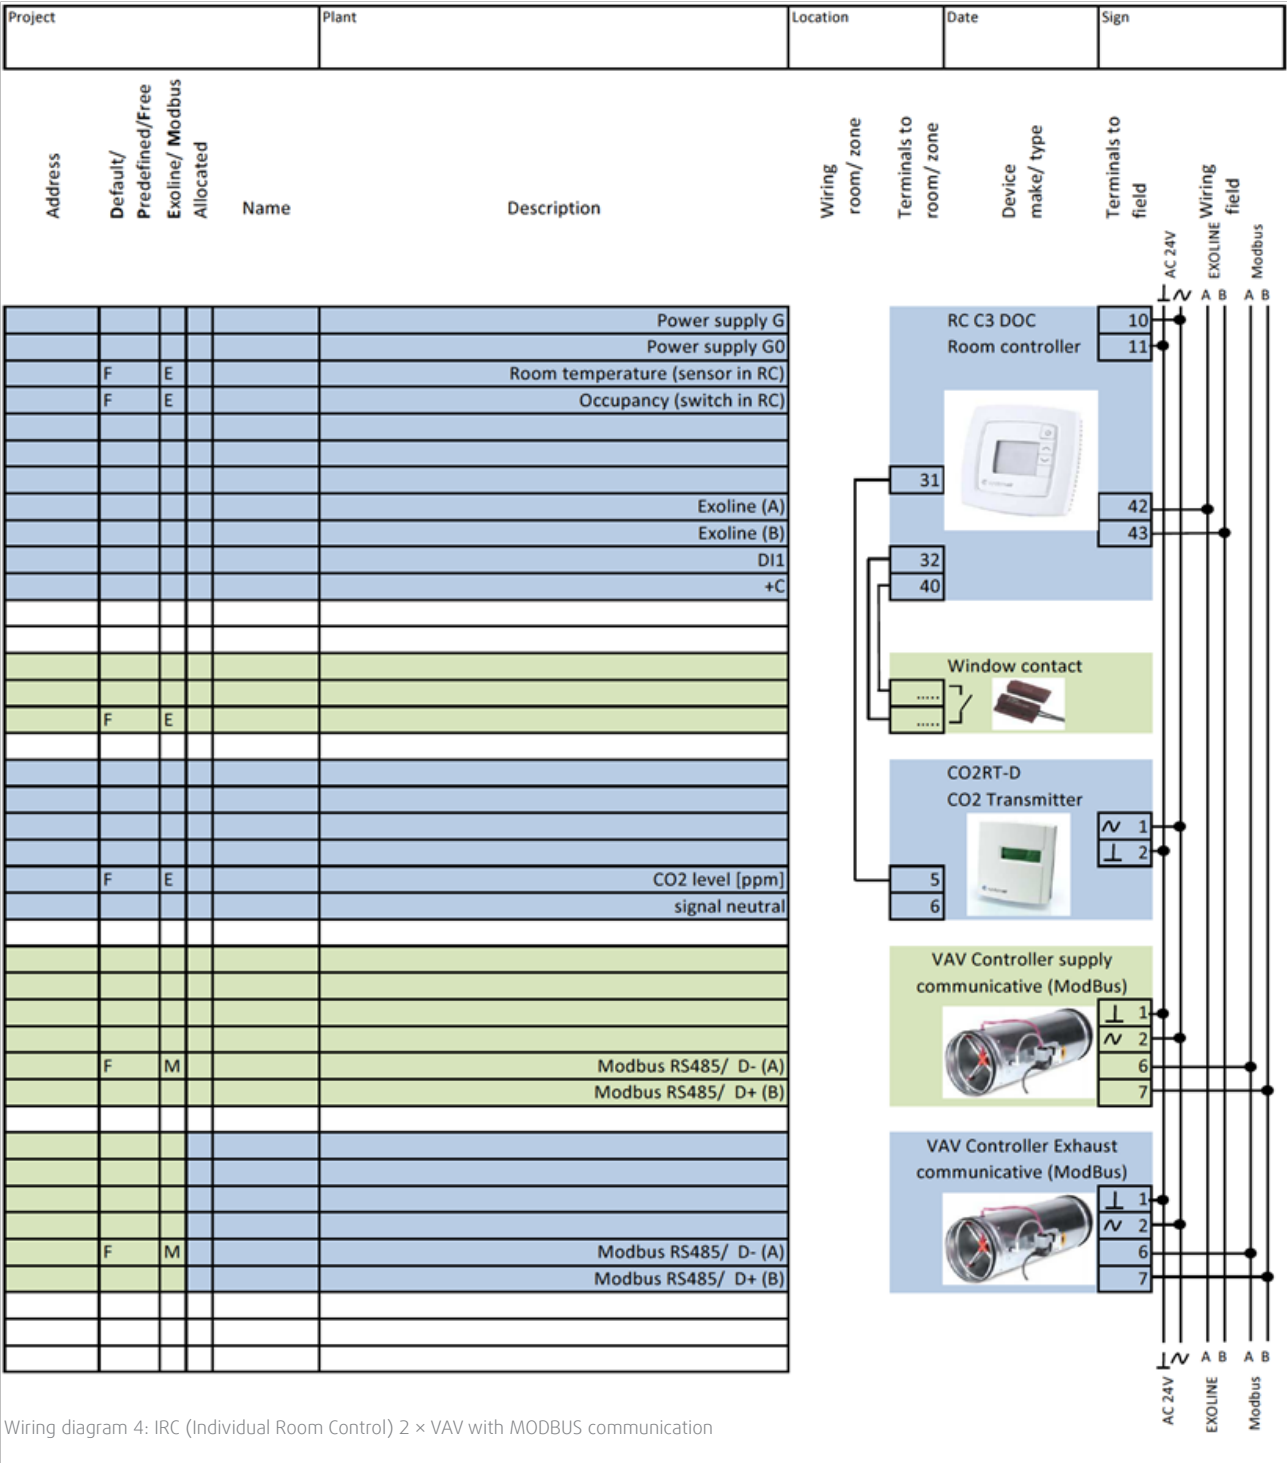 Project Plant Location Date Sign
Address
Default/
Predefined/Free
Exoline/ Modbus
Allocated
Name
Description
Wiring
room/ zone
Terminals to
room/ zone
Device
make/ type
Terminals to
field
Wiring
field
AC 24V
EXOLINE
Modbus
A B A B
Power supply G RC C3 DOC 10
Power supply G0 Room controller 11
F E Room temperature (sensor in RC)
F E Occupancy (switch in RC)
31
Exoline (A) 42
Exoline (B) 43
DI1 32
+C 40
Window contact
.....
F E .....
CO2RT-D
CO2 Transmitter
1
2
F E CO2 level [ppm] 5
signal neutral 6
VAV Controller supply
communicative (ModBus)
1
2
F M Modbus RS485/ D- (A) 6
Modbus RS485/ D+ (B) 7
VAV Controller Exhaust
communicative (ModBus)
1
2
F M Modbus RS485/ D- (A) 6
Modbus RS485/ D+ (B) 7
A B A B
AC 24V
EXOLINE
Modbus
Wiring diagram 4: IRC (Individual Room Control) 2 × VAV with MODBUS communication